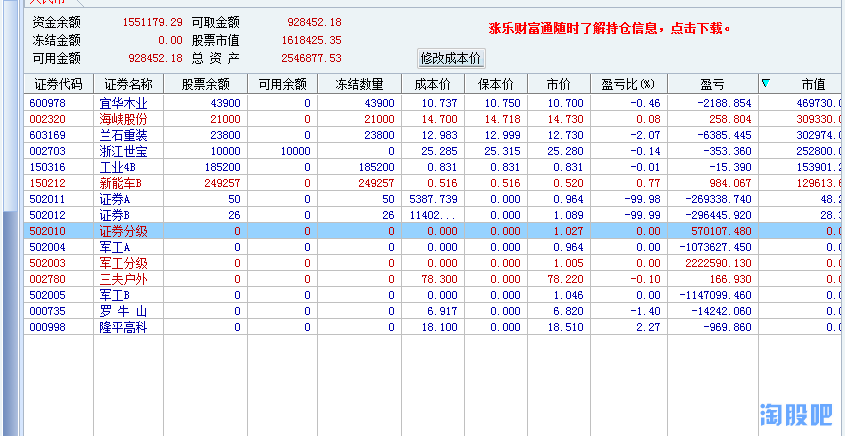 人民币
资金余额 1551179.29 可取金额 928452.18
张乐财富通随时了解持仓信息，点击下载。
冻结金额 0.00 股票市值 1618425.35
可用金额 928452.18 总 资 产 2546877.53 修改成本价
证券代码 证券名称 股票余额 可用余额 冻结数量 成本价 保本价 市价 盈亏比(%) 盈亏 市值
600978 宜华木业 43900 0 43900 10.737 10.750 10.700 -0.46 -2188.854 469730.0
002320 海峡股份 21000 0 21000 14.700 14.718 14.730 0.08 258.804 309330.0
603169 兰石重装 23800 0 23800 12.983 12.999 12.730 -2.07 -6385.445 302974.0
002703 浙江世宝 10000 10000 0 25.285 25.315 25.280 -0.14 -353.360 252800.0
150316 工业4B 185200 0 185200 0.831 0.831 0.831 -0.01 -15.390 153901.2
150212 新能车B 249257 0 249257 0.516 0.516 0.520 0.77 984.067 129613.6
502011 证券A 50 0 50 5387.739 0.000 0.964 -99.98 -269338.740 48.2
502012 证券B 26 0 26 11402... 0.000 1.089 -99.99 -296445.920 28.3
502010 证券分级 0 0 0 0.000 0.000 1.027 0.00 570107.480 0.0
502004 军工A 0 0 0 0.000 0.000 0.964 0.00 -1073627.450 0.0
502003 军工分级 0 0 0 0.000 0.000 1.005 0.00 2222590.130 0.0
002780 三夫户外 0 0 0 78.300 0.000 78.220 -0.10 166.930 0.0
502005 军工B 0 0 0 0.000 0.000 1.046 0.00 -1147099.460 0.0
000735 罗 牛 山 0 0 0 6.917 0.000 6.820 -1.40 -14242.060 0.0
000998 隆平高科 0 0 0 18.100 0.000 18.510 2.27 -969.860 0.0
淘股吧